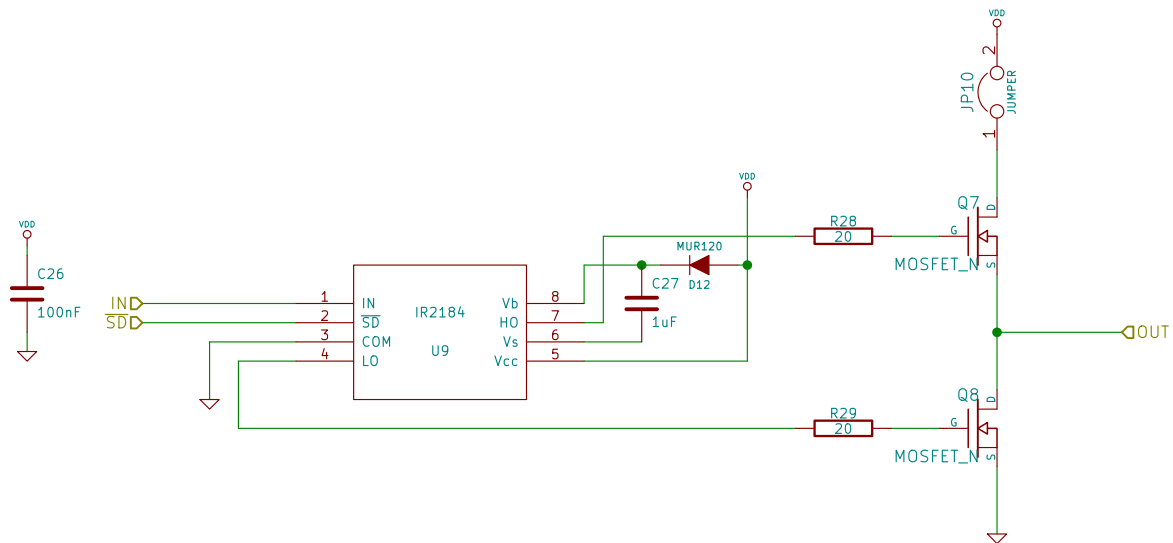 VDD
2
JP10
JUMPER
1
VDD
Q7
D
G
S
MOSFET_N
R28
20
VDD
C26
100nF
MUR120
D12
C27
1uF
IN
SD
1
2
3
4
IN
SD
COM
LO
IR2184
U9
Vb
HO
Vs
Vcc
8
7
6
5
OUT
R29
20
Q8
D
G
S
MOSFET_N